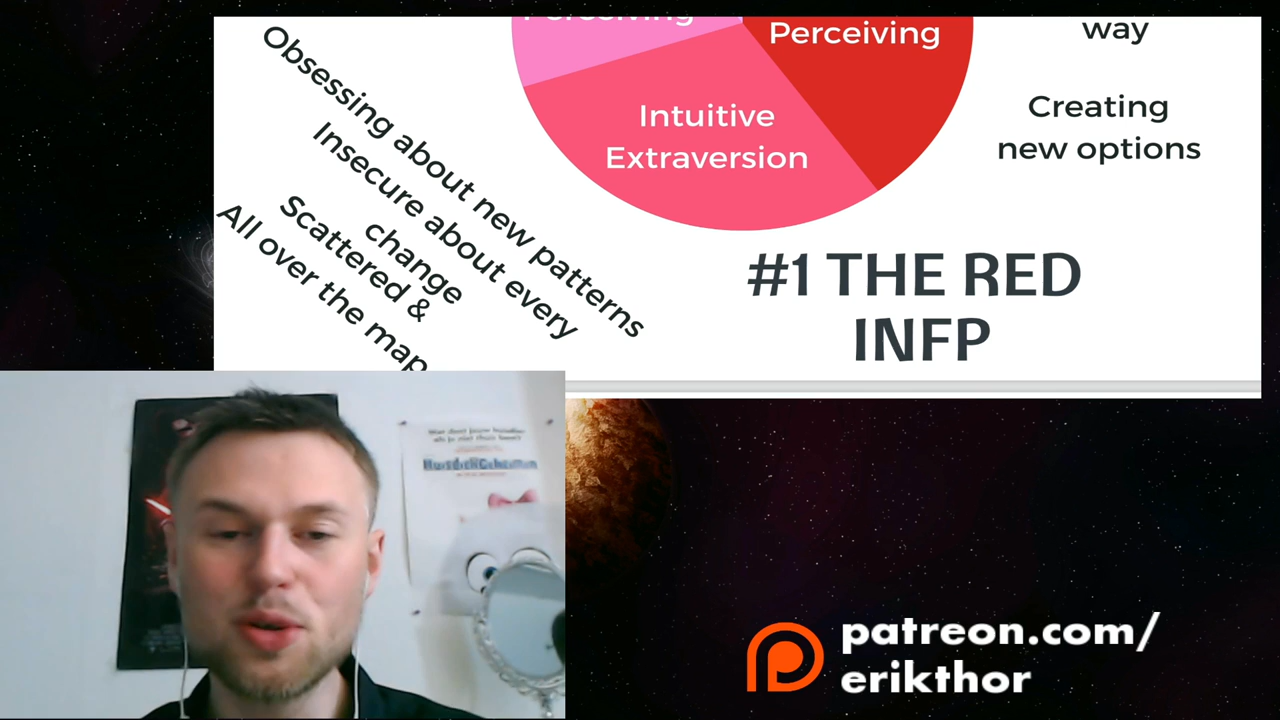 Perceiving
Perceiving
way
Intuitive
Extraversion
Creating
new options
Obsessing about new patterns
Insecure about every
change
Scattered &
All over the map
#1 THE RED
INFP
patreon.com/
erikthor